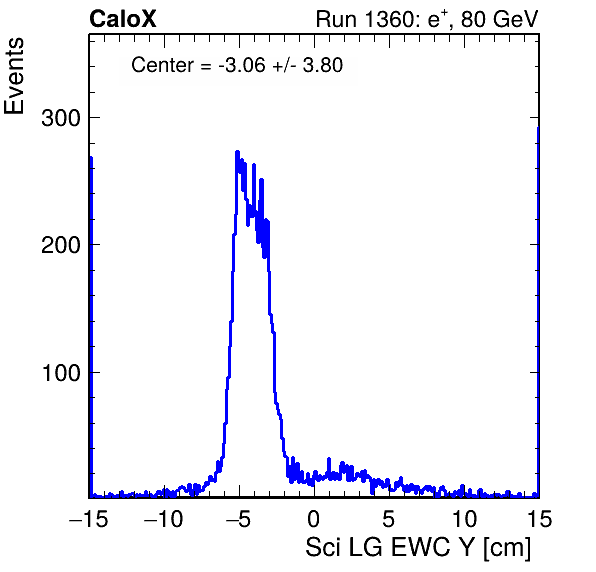 CaloX Run 1360: e⁺, 80 GeV
Center = -3.06 +/- 3.80
Events
300
200
100
−15 −10 −5 0 5 10 15
Sci LG EWC Y [cm]